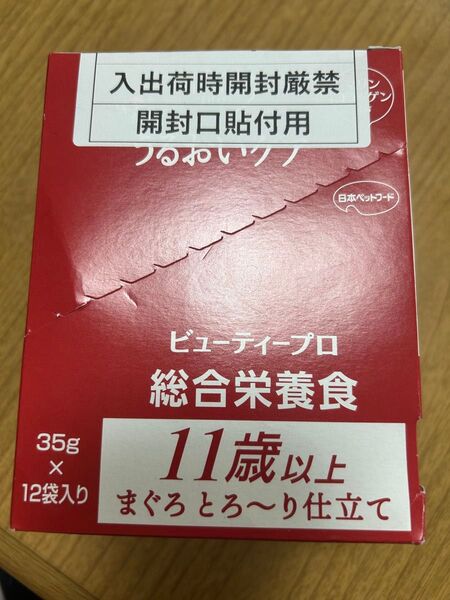 入出荷時開封厳禁
開封口貼付用
うるおいケア
日本ペットフード
ビューティープロ
総合栄養食
35g
×
12袋入り
11歳以上
まぐろ とろ〜り仕立て